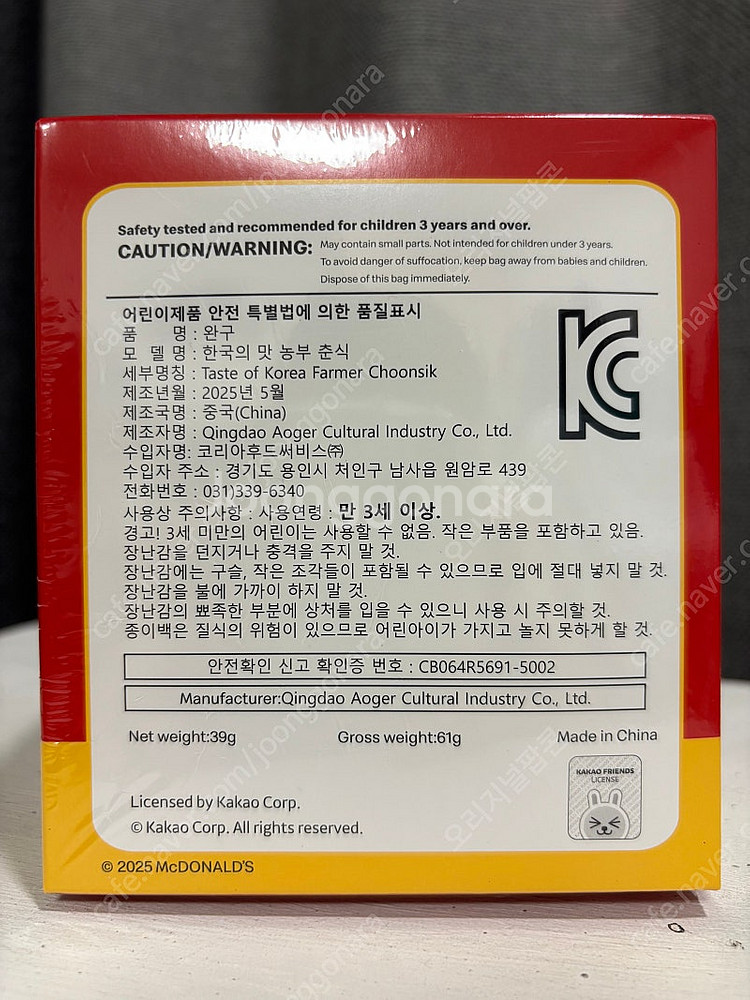 Safety tested and recommended for children 3 years and over.
CAUTION/WARNING: May contain small parts. Not intended for children under 3 years.
To avoid danger of suffocation, keep bag away from babies and children.
Dispose of this bag immediately.
어린이제품 안전 특별법에 의한 품질표시
품 명 : 완구
모 델 명 : 한국의 맛 농부 춘식
세부명칭 : Taste of Korea Farmer Choonsik
제조년월 : 2025년 5월
제조국명 : 중국(China)
제조자명 : Qingdao Aoger Cultural Industry Co., Ltd.
수입자명: 코리아후드써비스㈜
수입자 주소 : 경기도 용인시 처인구 남사읍 원암로 439
전화번호 : 031)339-6340
사용상 주의사항 : 사용연령 : 만 3세 이상.
경고! 3세 미만의 어린이는 사용할 수 없음. 작은 부품을 포함하고 있음.
장난감을 던지거나 충격을 주지 말 것.
장난감에는 구슬, 작은 조각들이 포함될 수 있으므로 입에 절대 넣지 말 것.
장난감을 불에 가까이 하지 말 것.
장난감의 뾰족한 부분에 상처를 입을 수 있으니 사용 시 주의할 것.
종이백은 질식의 위험이 있으므로 어린아이가 가지고 놀지 못하게 할 것.
안전확인 신고 확인증 번호 : CB064R5691-5002
Manufacturer:Qingdao Aoger Cultural Industry Co., Ltd.
Net weight:39g Gross weight:61g Made in China
KAKAO FRIENDS
LICENSE
Licensed by Kakao Corp.
© Kakao Corp. All rights reserved.
© 2025 McDONALD'S
joonggonara
cafe.naver.com/joonggonara
오리지널팝콘